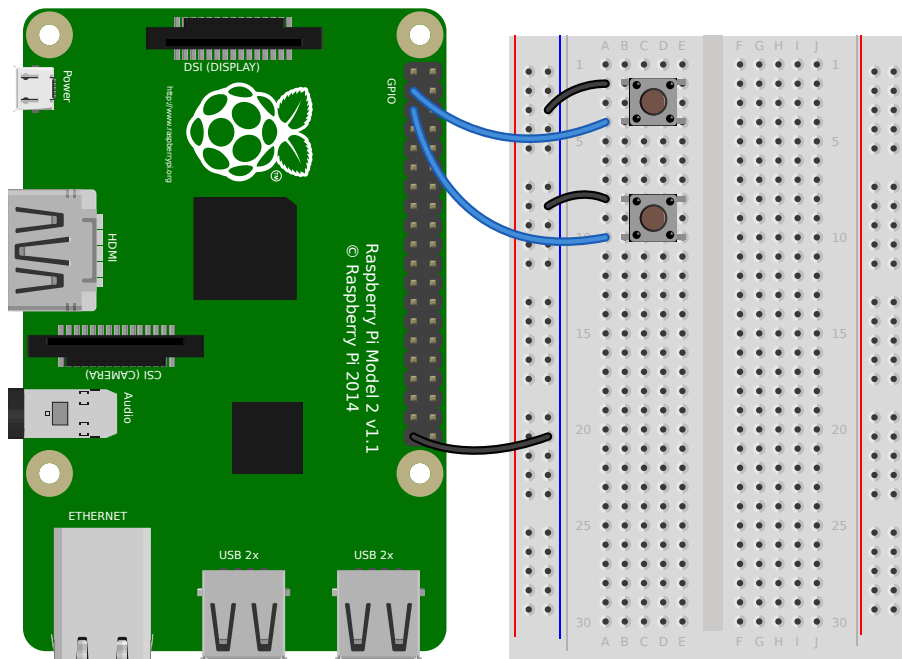 DSI (DISPLAY)
Power
http://www.raspberrypi.org
GPIO
TM
HDMI
Raspberry Pi Model 2 v1.1
© Raspberry Pi 2014
CSI (CAMERA)
Audio
ETHERNET
USB 2x
USB 2x
A B C D E F G H I J
1 1
5 5
10 10
15 15
20 20
25 25
30 30
A B C D E F G H I J